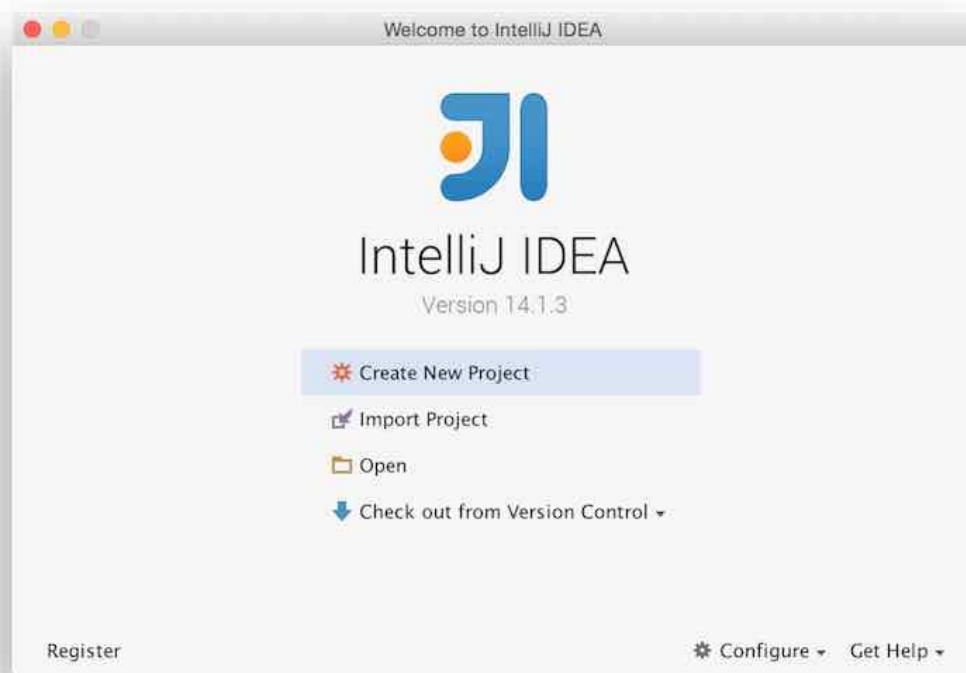 Welcome to IntelliJ IDEA
IntelliJ IDEA
Version 14.1.3
Create New Project
Import Project
Open
Check out from Version Control
Register
Configure
Get Help